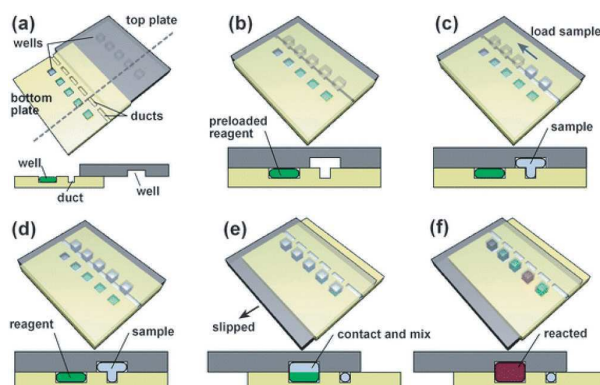 (a)
top plate
wells
bottom
plate
ducts
well
duct
well
(b)
preloaded
reagent
(c)
load sample
sample
(d)
reagent
sample
(e)
slipped
contact and mix
(f)
reacted